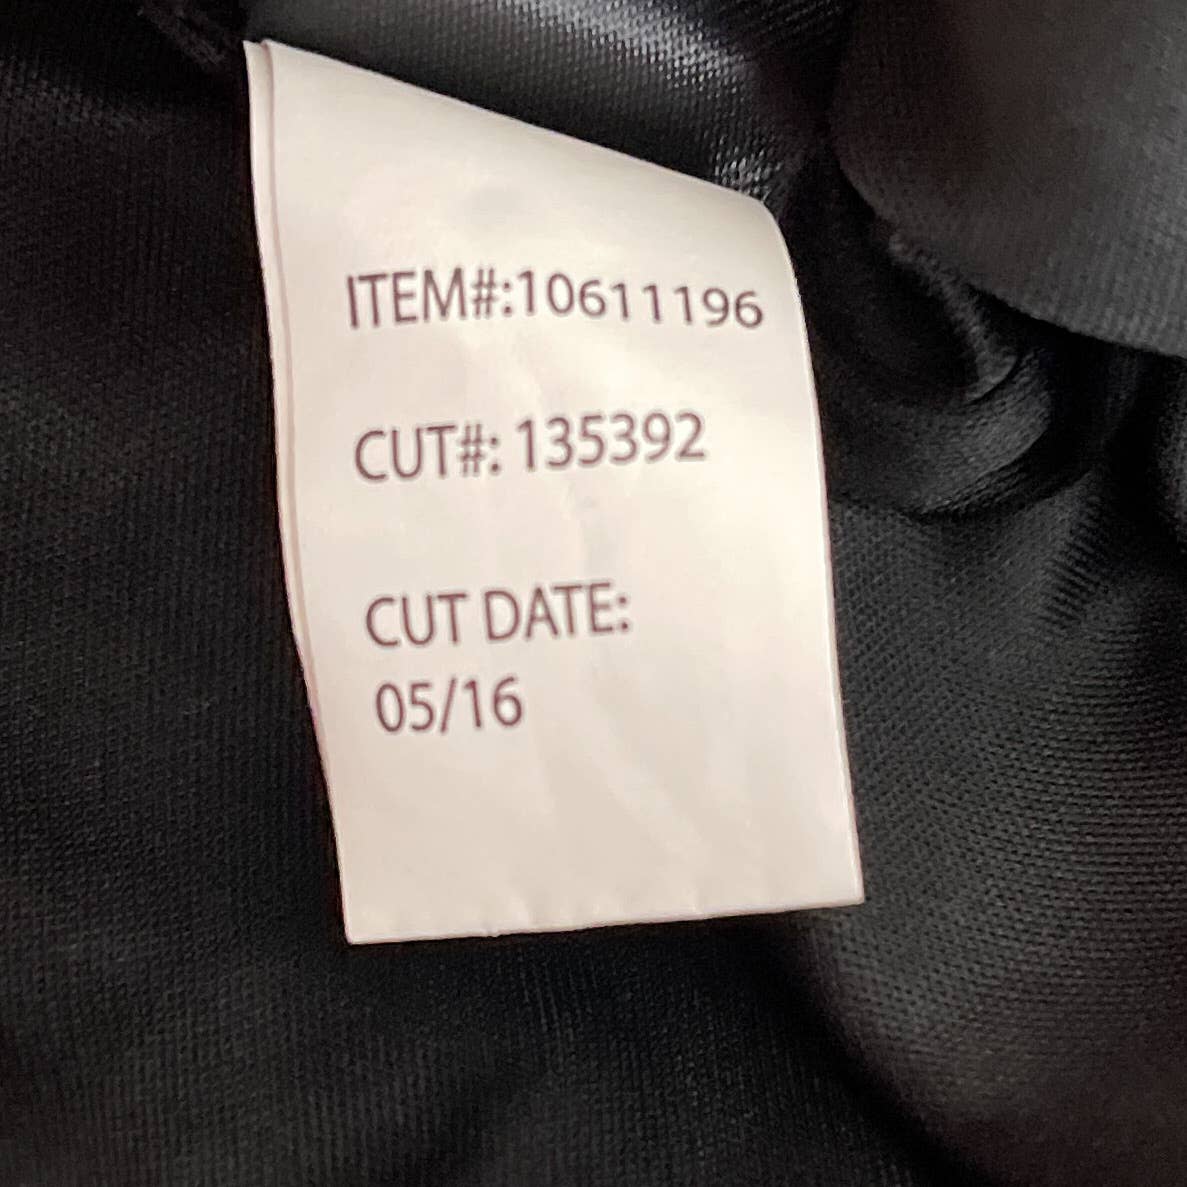 ITEM#:10611196
CUT#: 135392
CUT DATE:
05/16